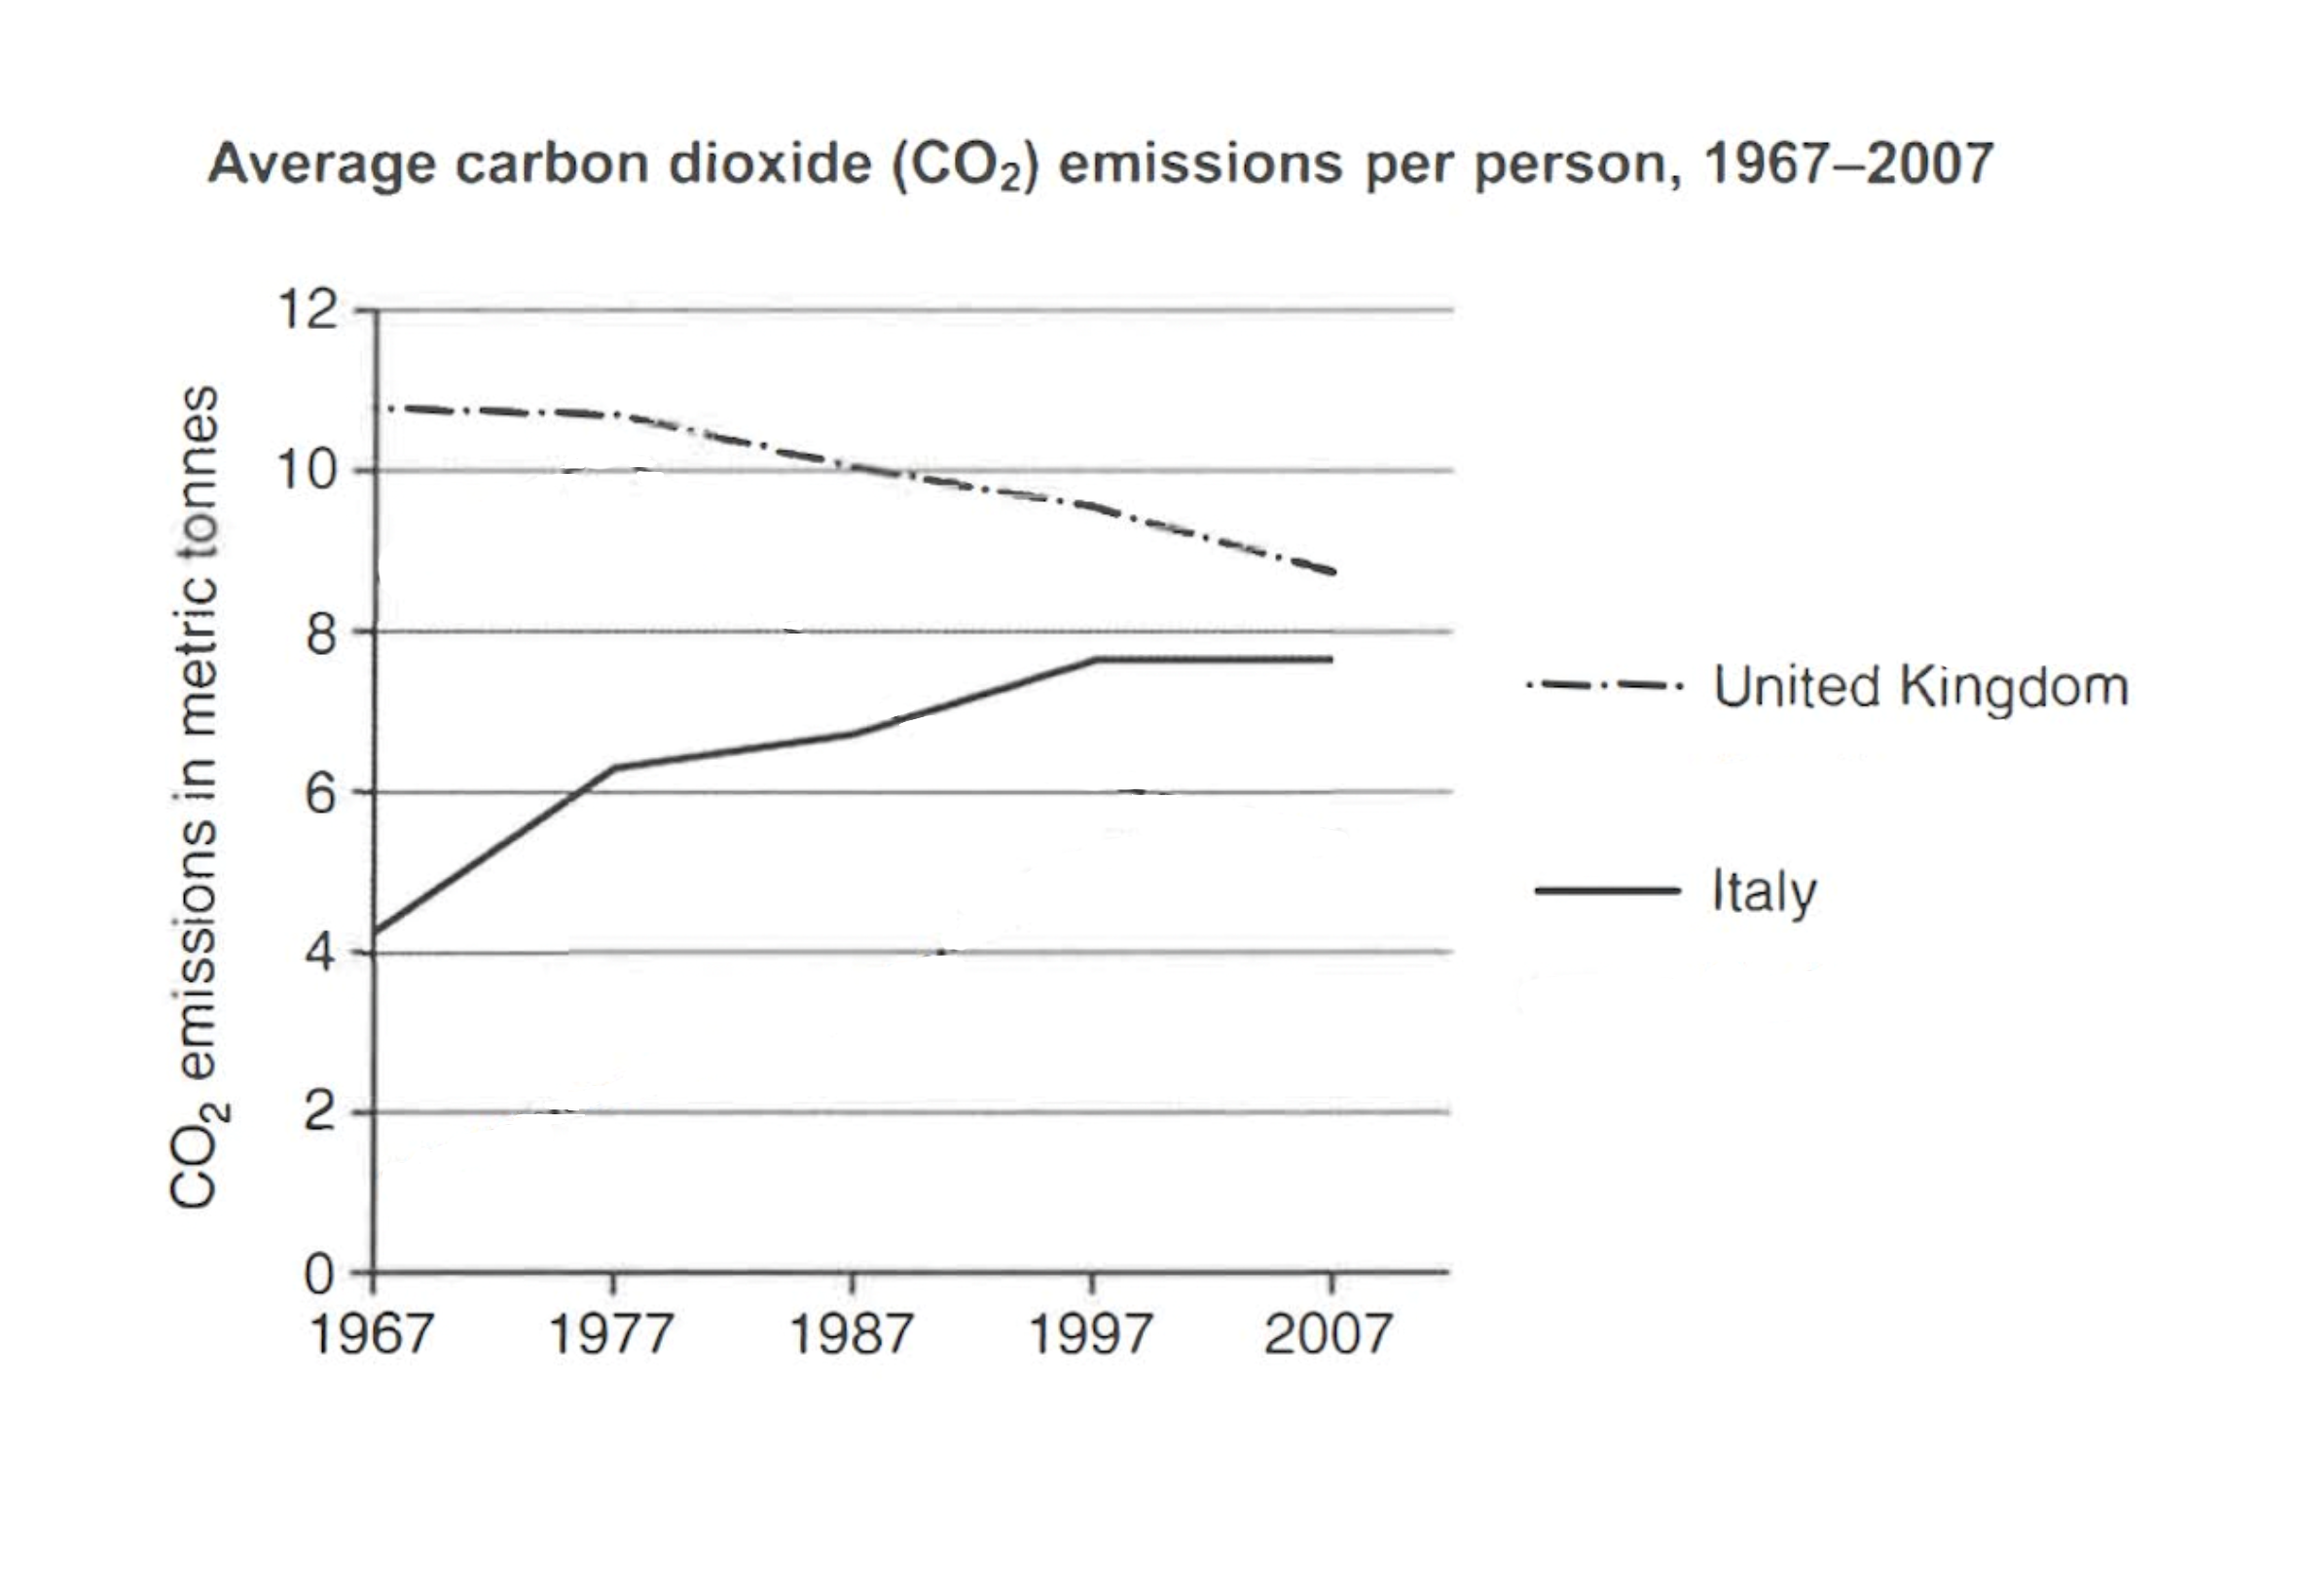 Average carbon dioxide (CO₂) emissions per person, 1967–2007
CO₂ emissions in metric tonnes
12
10
8
6
4
2
0
1967 1977 1987 1997 2007
United Kingdom
Italy